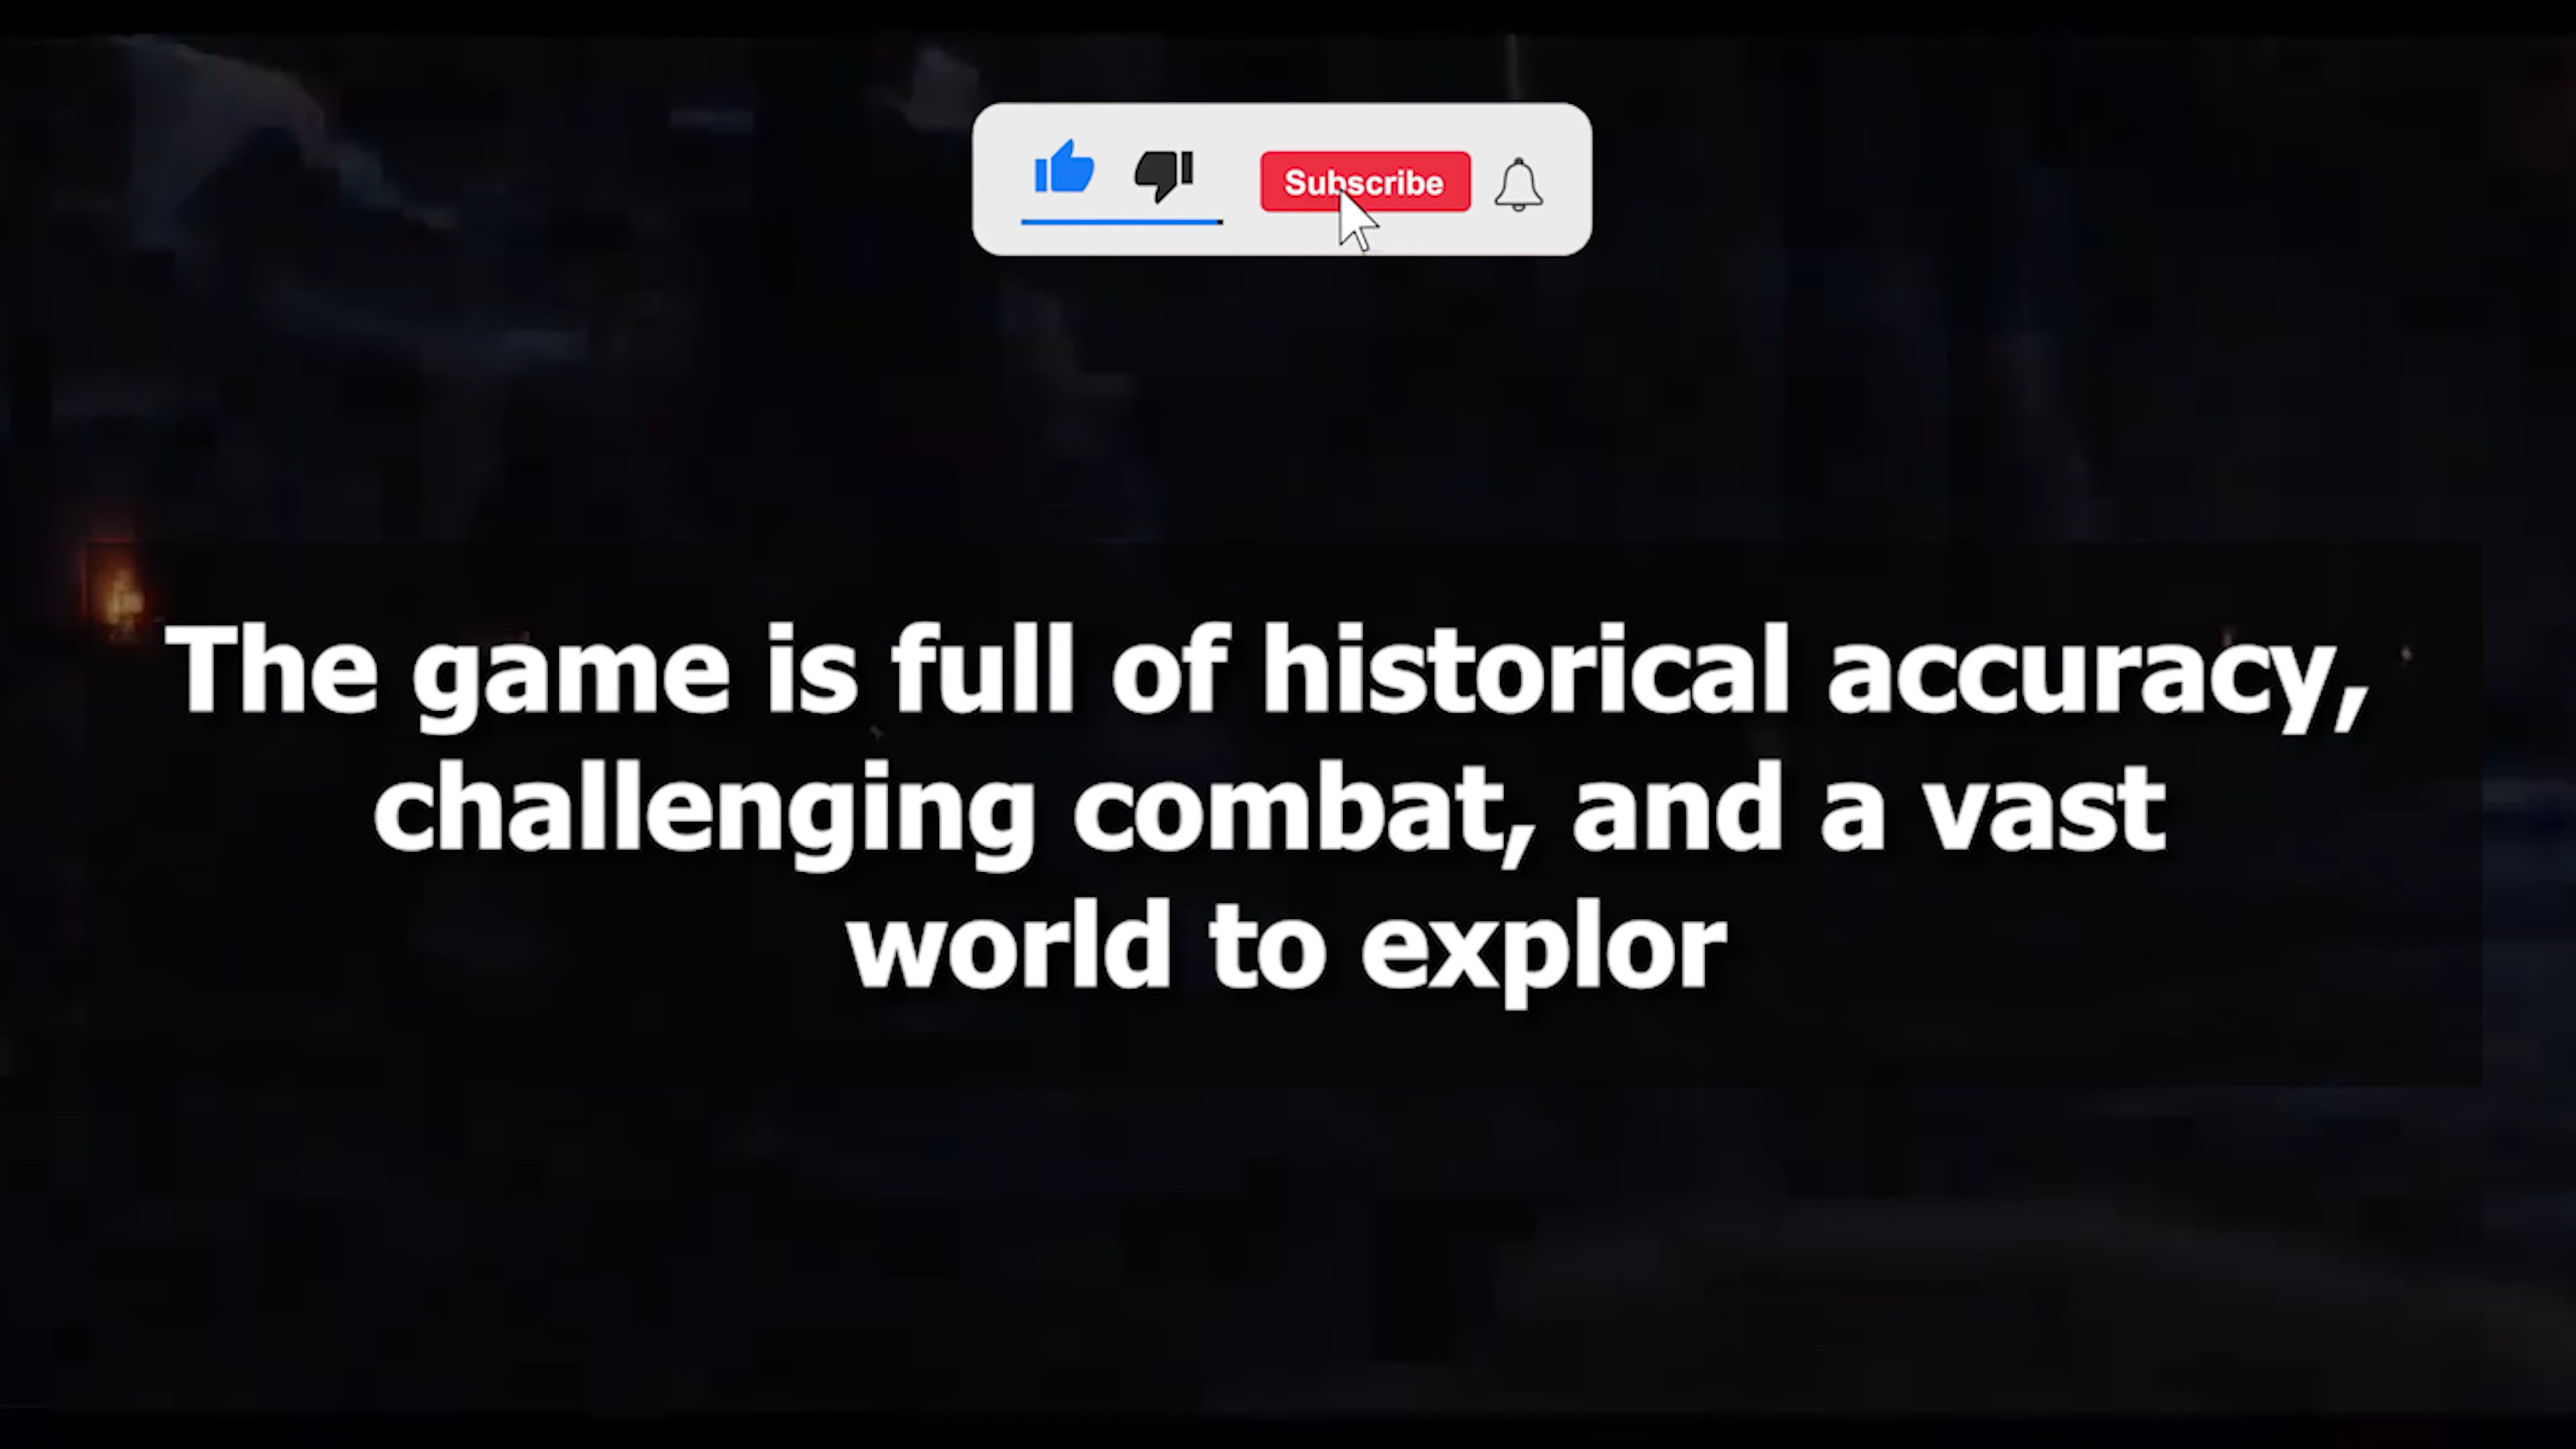 Subscribe
The game is full of historical accuracy,
challenging combat, and a vast
world to explor